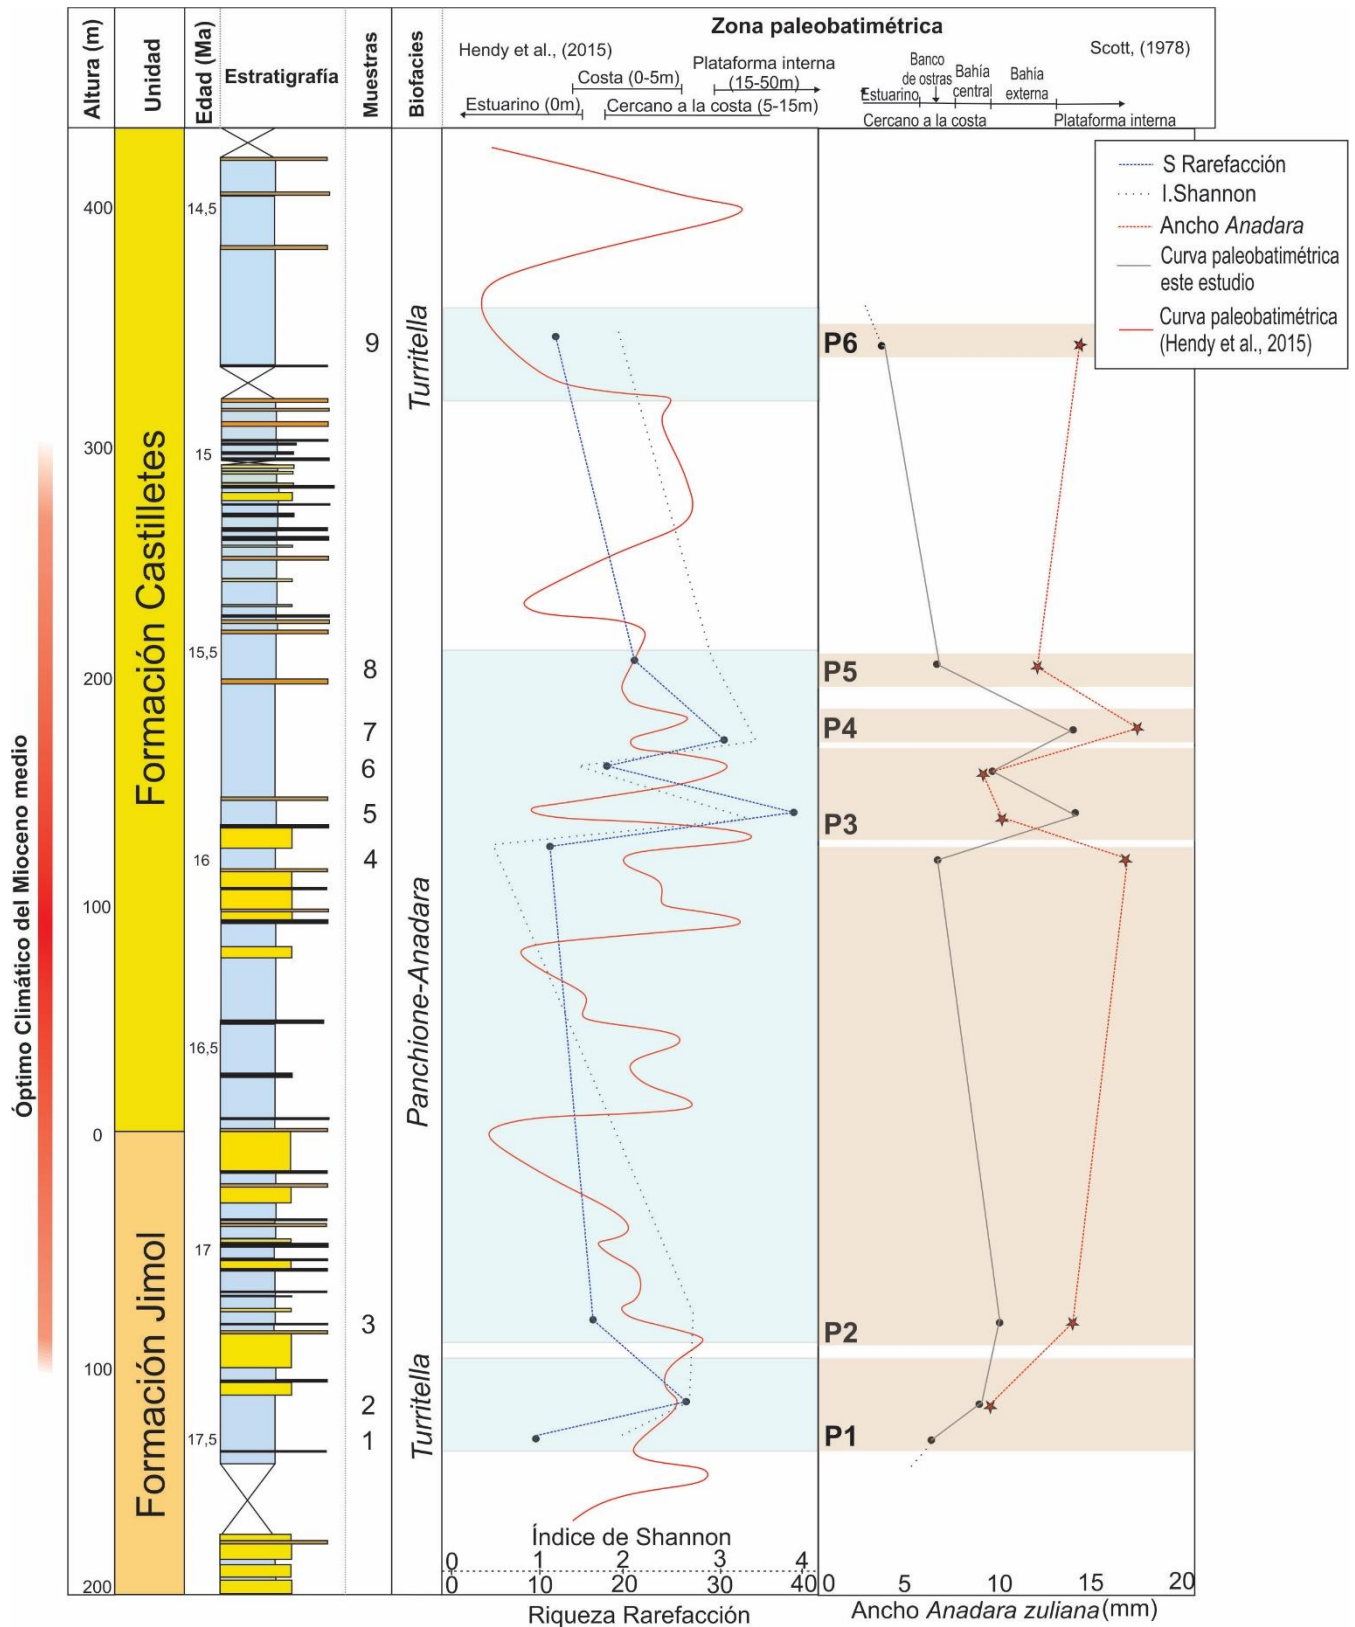 Altura (m)
Unidad
Edad (Ma)
Estratigrafía
Muestras
Biofacies
Zona paleobatimétrica
Hendy et al., (2015)
Scott, (1978)
Costa (0-5m)
Plataforma interna
(15-50m)
Estuarino (0m)
Cercano a la costa (5-15m)
Banco
de ostras
Bahía
central
Bahía
externa
Estuarino
Cercano a la costa
Plataforma interna
S Rarefacción
I.Shannon
Ancho Anadara
Curva paleobatimétrica
este estudio
Curva paleobatimétrica
(Hendy et al., 2015)
Óptimo Climático del Mioceno medio
400
300
200
100
0
100
200
Formación Castilletes
Formación Jimol
14,5
15
15,5
16
16,5
17
17,5
9
8
7
6
5
4
3
2
1
Turritella
Panchione-Anadara
Turritella
P6
P5
P4
P3
P2
P1
Índice de Shannon
0 1 2 3 4
0 10 20 30 40
Riqueza Rarefacción
0 5 10 15 20
Ancho Anadara zuliana (mm)